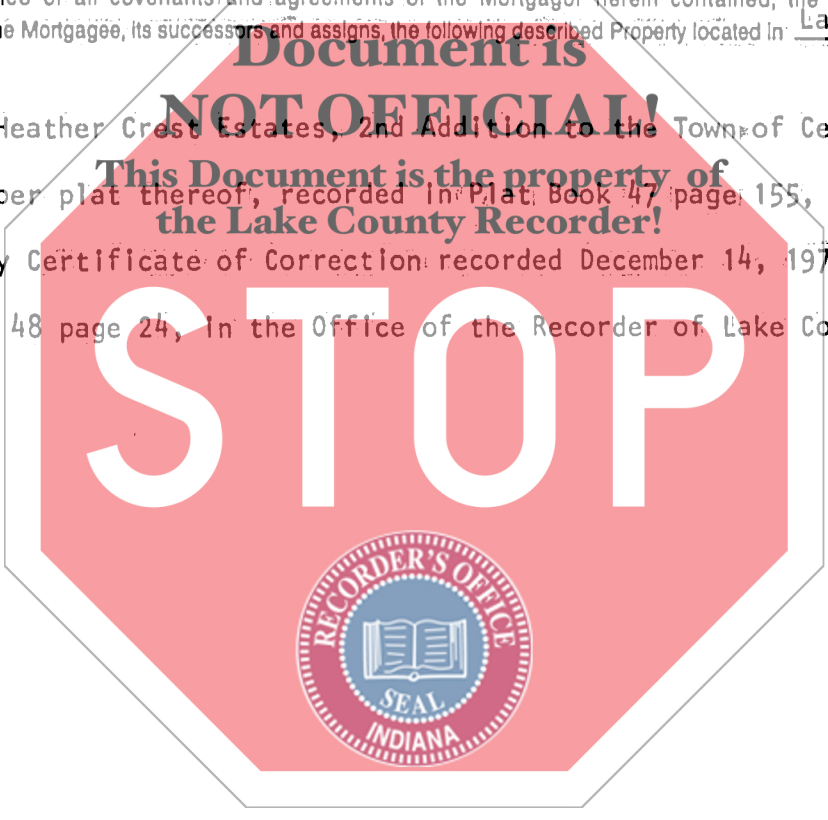 of all covenants and agreements of the Mortgagor herein contained, the
Mortgagee, its successors and assigns, the following described Property located in La
Document is
NOT OFFICIAL!
Heather Crest Estates, 2nd Addition to the Town of Ce
This Document is the property of
per plat thereof, recorded in Plat Book 47 page 155,
the Lake County Recorder!
Certificate of Correction recorded December 14, 197
48 page 24, in the Office of the Recorder of Lake Co
STOP
RECORDER'S OFFICE
SEAL
INDIANA